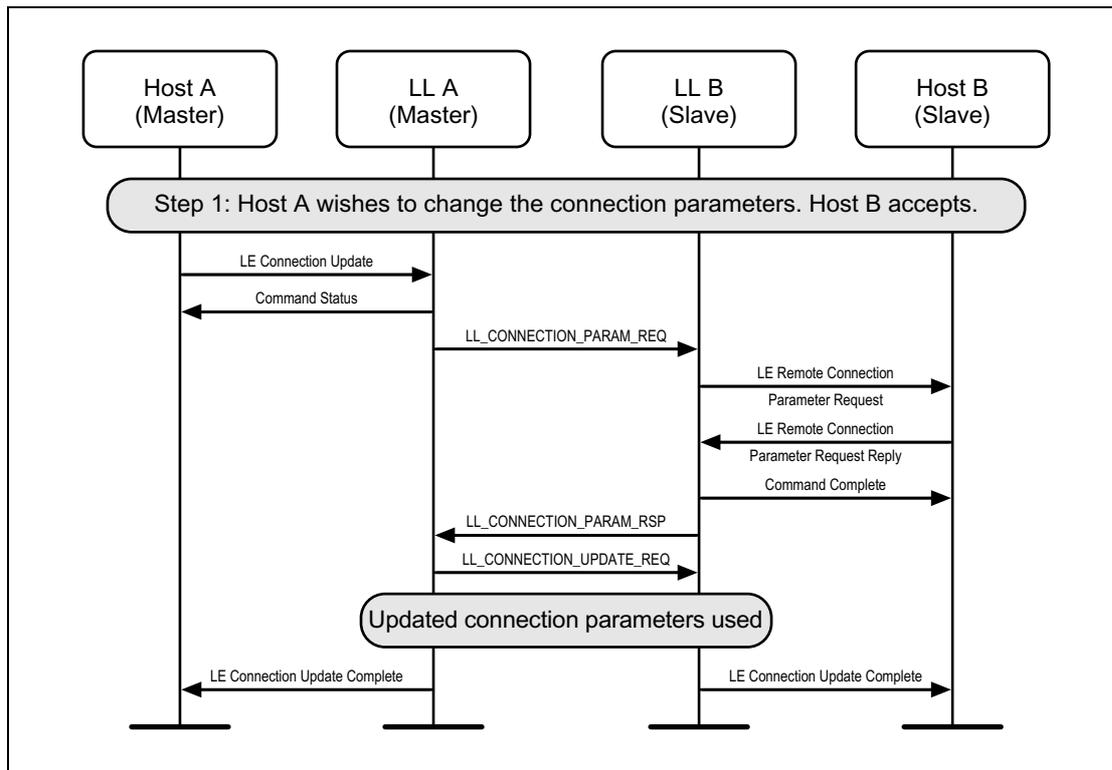 Host A
(Master)
LL A
(Master)
LL B
(Slave)
Host B
(Slave)
Step 1: Host A wishes to change the connection parameters. Host B accepts.
LE Connection Update
Command Status
LL_CONNECTION_PARAM_REQ
LE Remote Connection
Parameter Request
LE Remote Connection
Parameter Request Reply
Command Complete
LL_CONNECTION_PARAM_RSP
LL_CONNECTION_UPDATE_REQ
Updated connection parameters used
LE Connection Update Complete
LE Connection Update Complete